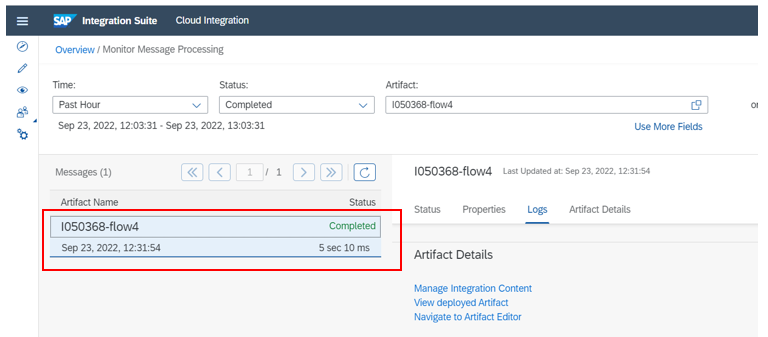 SAP Integration Suite Cloud Integration
Overview / Monitor Message Processing
Time: Status: Artifact:
Past Hour Completed I050368-flow4 or
Sep 23, 2022, 12:03:31 - Sep 23, 2022, 13:03:31 Use More Fields
Messages (1) 1 / 1
I050368-flow4 Last Updated at: Sep 23, 2022, 12:31:54
Artifact Name Status
Status Properties Logs Artifact Details
I050368-flow4 Completed
Sep 23, 2022, 12:31:54 5 sec 10 ms
Artifact Details
Manage Integration Content
View deployed Artifact
Navigate to Artifact Editor